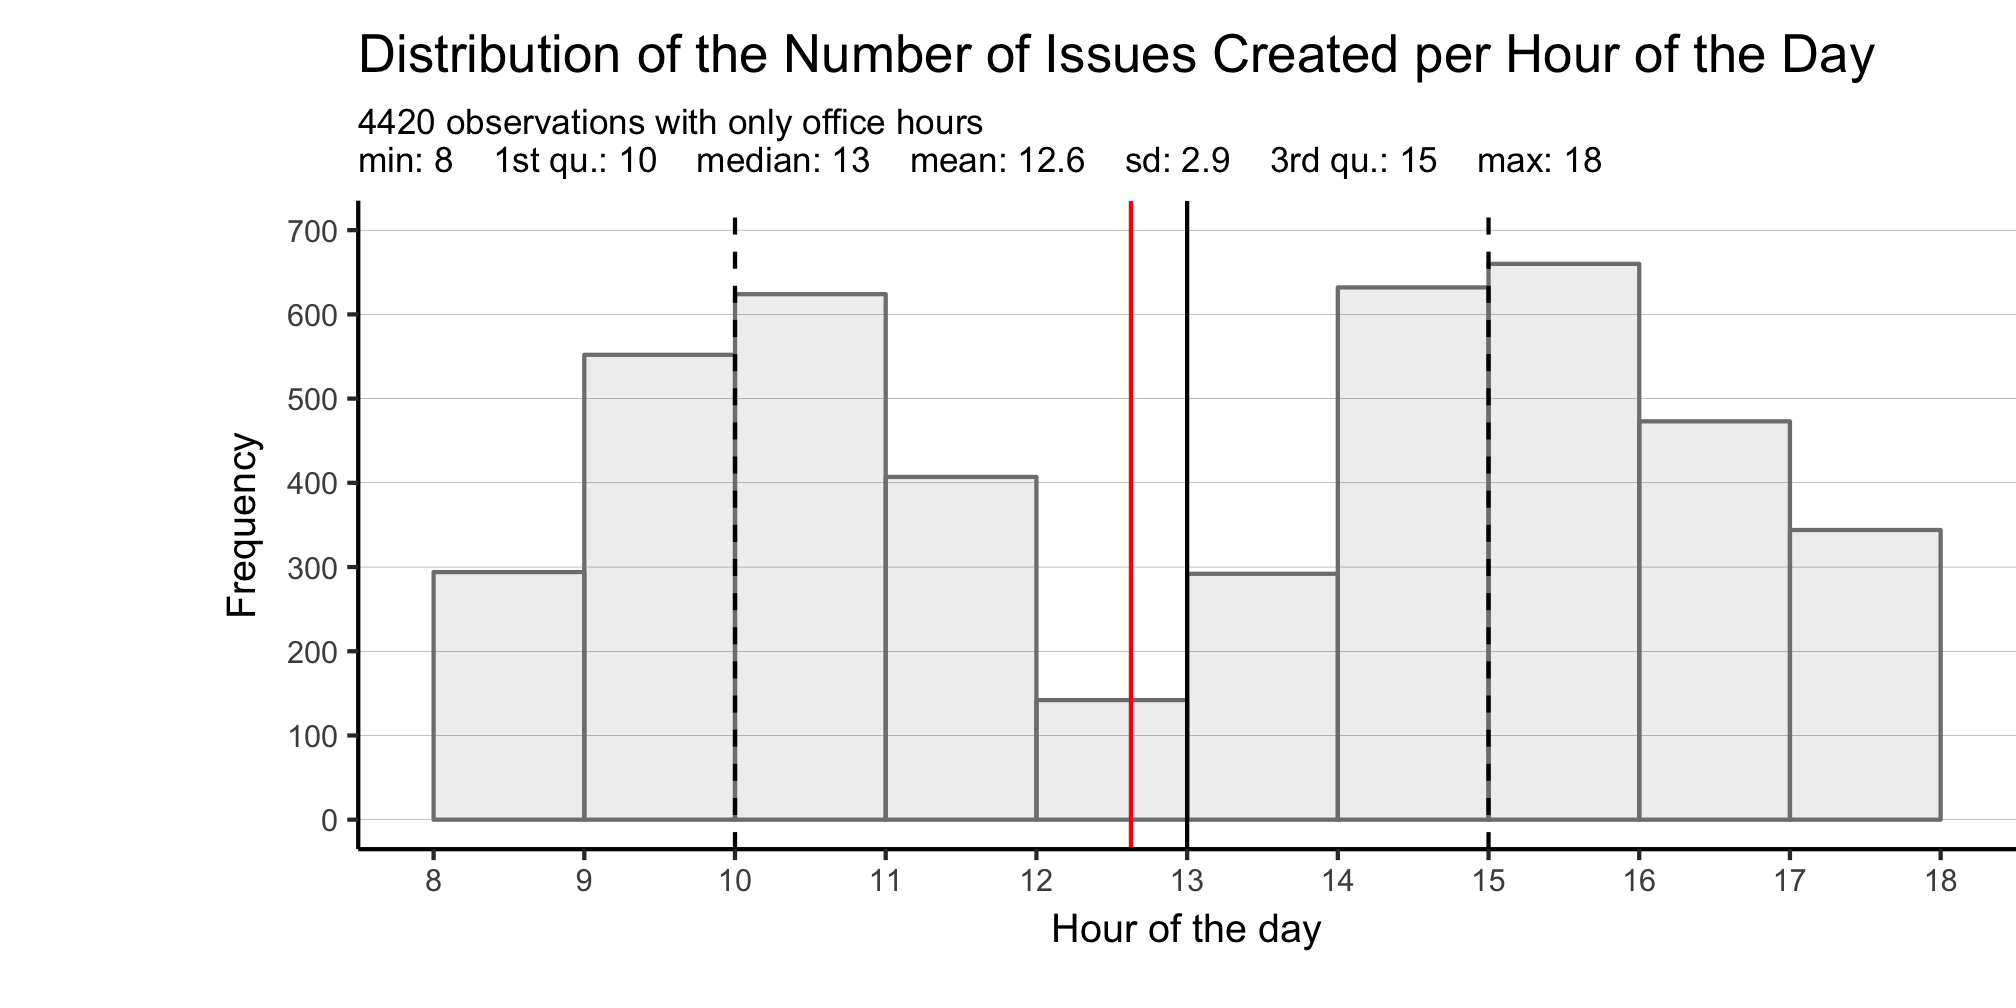 Distribution of the Number of Issues Created per Hour of the Day
4420 observations with only office hours
min: 8 1st qu.: 10 median: 13 mean: 12.6 sd: 2.9 3rd qu.: 15 max: 18
700
600
500
400
300
200
100
0
Frequency
8 9 10 11 12 13 14 15 16 17 18
Hour of the day